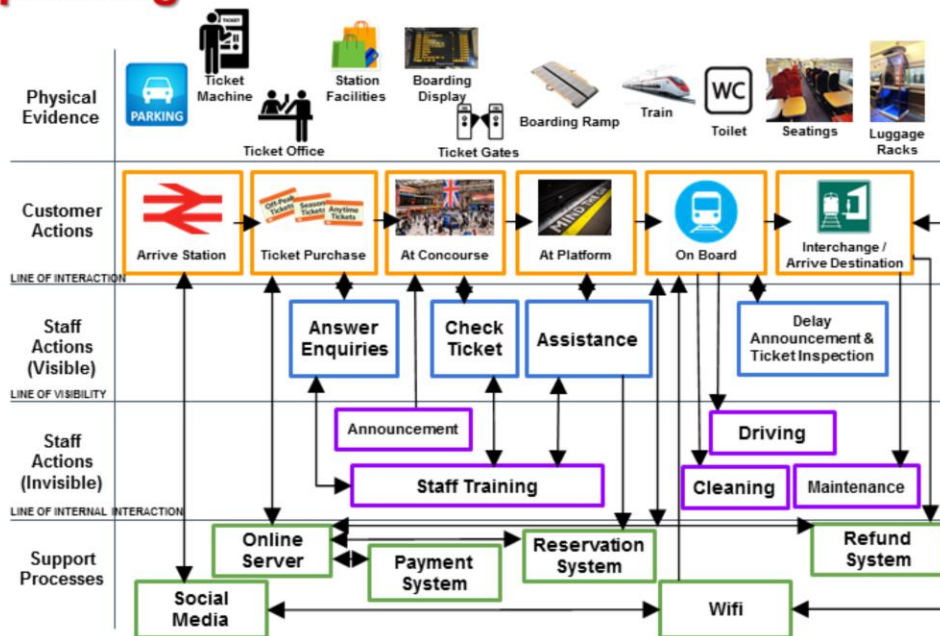 TICKET
Ticket
Machine
Station
Facilities
Boarding
Display
Physical
Evidence
PARKING
Ticket Office
Ticket Gates
Boarding Ramp
Train
WC
Toilet
Seatings
Luggage
Racks
Customer
Actions
Off-Peak
Tickets
Season
Tickets
Anytime
Tickets
MIND THE
Arrive Station
Ticket Purchase
At Concourse
At Platform
On Board
Interchange /
Arrive Destination
LINE OF INTERACTION
Staff
Actions
(Visible)
Answer
Enquiries
Check
Ticket
Assistance
Delay
Announcement &
Ticket Inspection
LINE OF VISIBILITY
Staff
Actions
(Invisible)
Announcement
Driving
Staff Training
Cleaning
Maintenance
LINE OF INTERNAL INTERACTION
Support
Processes
Online
Server
Payment
System
Reservation
System
Refund
System
Social
Media
Wifi